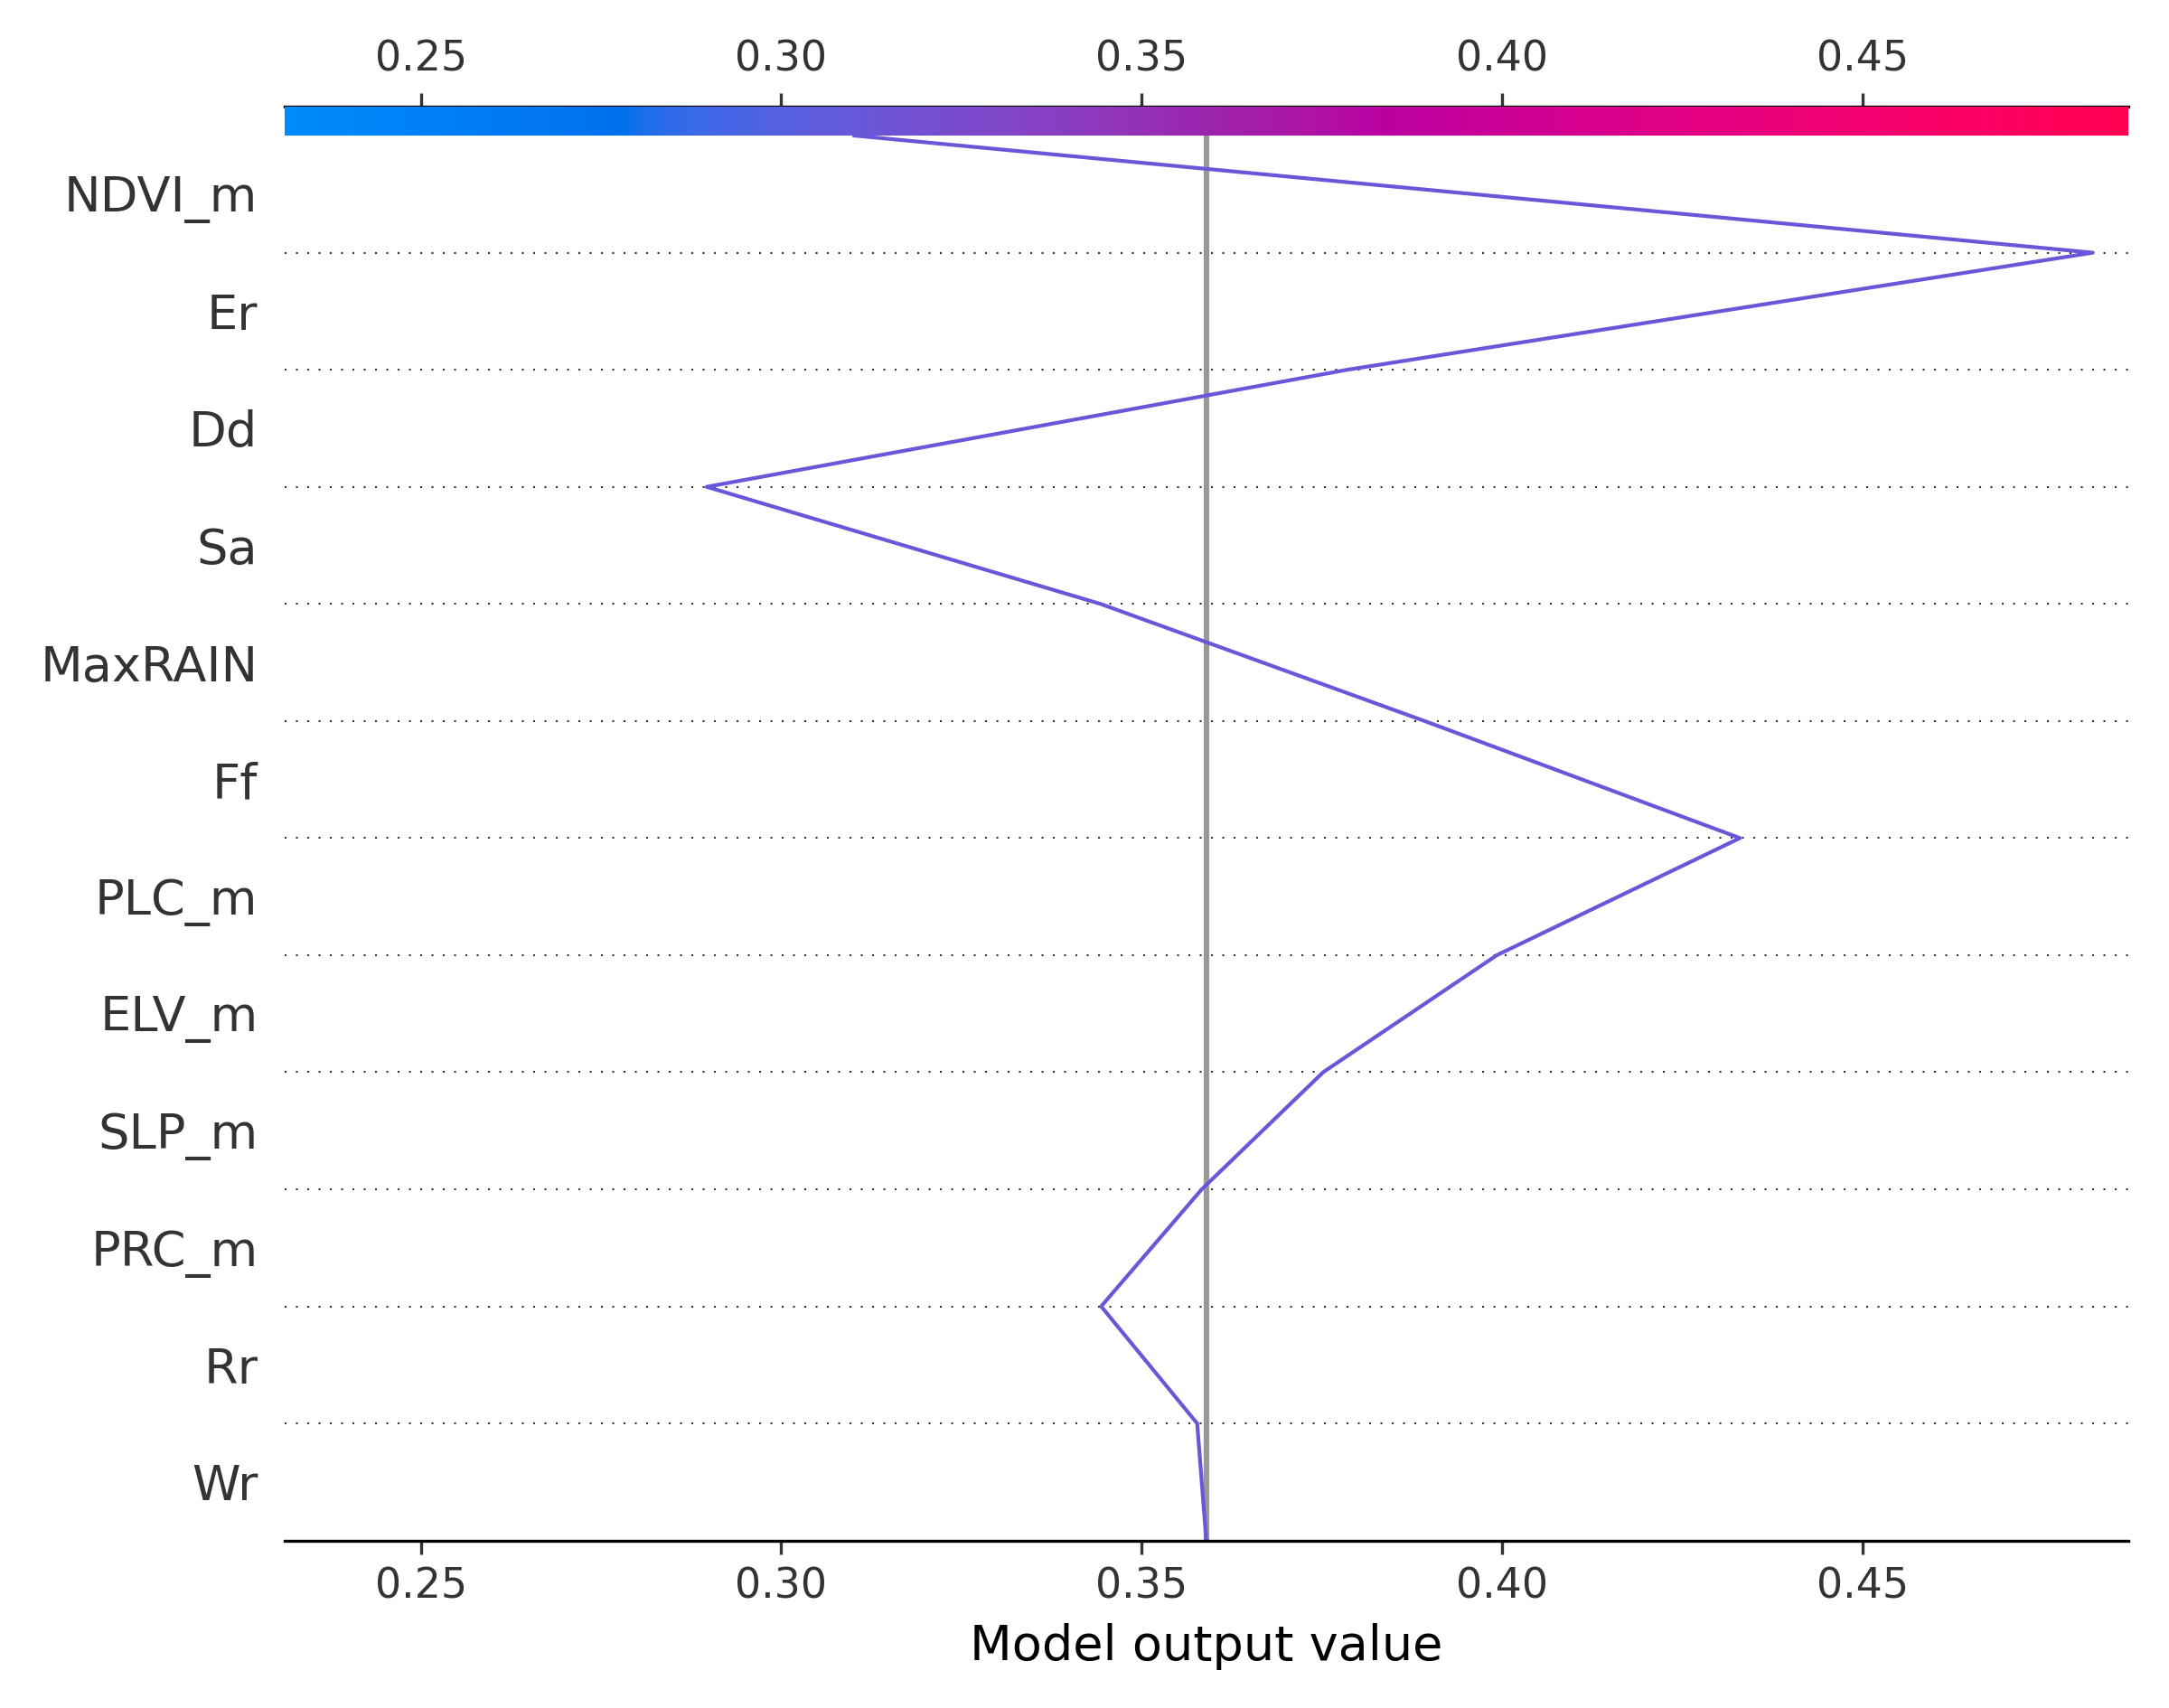 0.25 0.30 0.35 0.40 0.45
NDVI_m
Er
Dd
Sa
MaxRAIN
Ff
PLC_m
ELV_m
SLP_m
PRC_m
Rr
Wr
0.25 0.30 0.35 0.40 0.45
Model output value